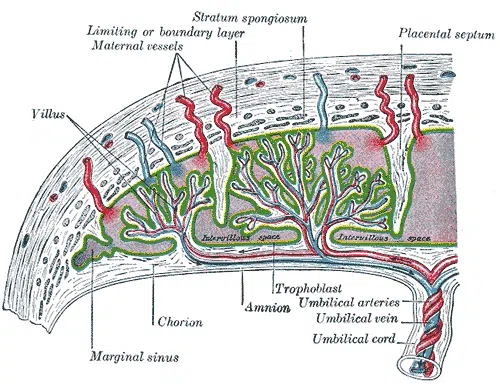 Stratum spongiosum
Limiting or boundary layer
Maternal vessels
Placental septum
Villus
Intervillous space
Intervillous space
Trophoblast
Umbilical arteries
Amnion
Umbilical vein
Chorion
Umbilical cord
Marginal sinus